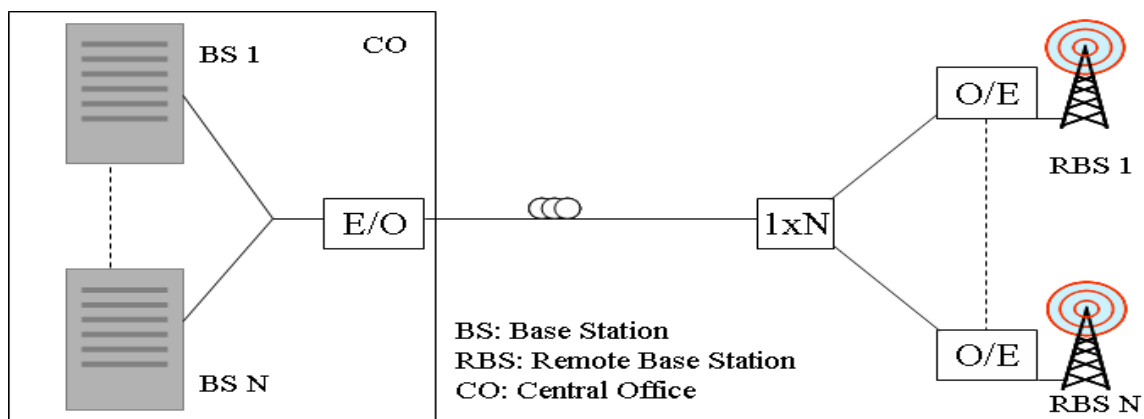 BS 1
CO
O/E
RBS 1
E/O
1xN
BS: Base Station
RBS: Remote Base Station
CO: Central Office
O/E
BS N
RBS N